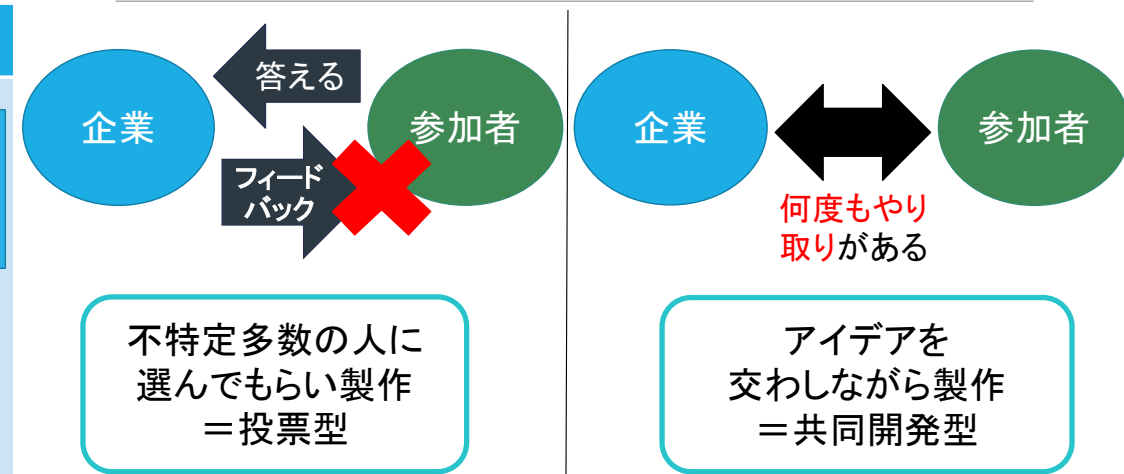 企業
答える
フィード
バック
参加者
不特定多数の人に
選んでもらい製作
＝投票型
企業
参加者
何度もやり
取りがある
アイデアを
交わしながら製作
＝共同開発型